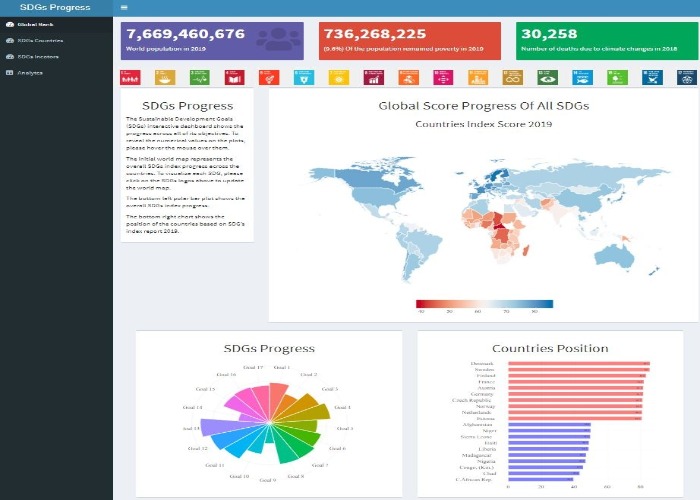 SDGs Progress
Global Rank
SDGs Countries
SDGs Incators
Analytes
7,669,460,676
World population in 2019
736,268,225
(9.6%) Of the population remained poverty in 2019
30,258
Number of deaths due to climate changes in 2018
SDGs Progress
The Sustainable Development Goals
(SDGs) interactive dashboard shows the
progress across all of its objectives. To
reveal the numerical values on the plots,
please hover the mouse over them.
The initial world map represents the
overall SDGs index progress across the
countries. To visualize each SDG, please
click on the SDGs logos above to update
the world map.
The bottom left polar bar plot shows the
overall SDGs index progress.
The bottom right chart shows the
position of the countries based on SDG's
index report 2019.
Global Score Progress Of All SDGs
Countries Index Score 2019
40 50 60 70 80
SDGs Progress
Goal 17 Goal 1
Goal 16 Goal 2
Goal 15 Goal 3
Goal 14 Goal 4
Goal 5
Goal 12 Goal 6
Goal 11 Goal 7
Goal 10 Goal 9 Goal 8
Countries Position
Denmark
Sweden
Finland
France
Austria
Germany
Czech Republic
Norway
Netherlands
Estonia
Afghanistan
Niger
Sierra Leone
Haiti
Liberia
Madagascar
Nigeria
Congo, (Kin.)
Chad
C.African Rep.
0 20 40 60 80